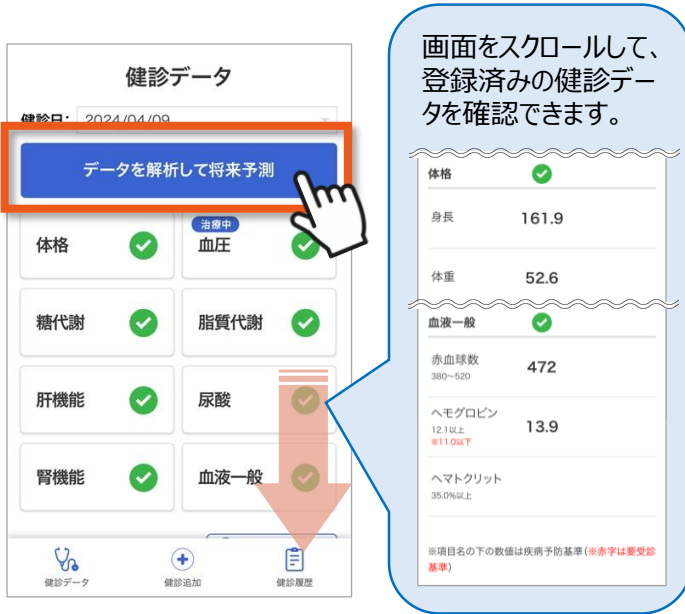 健診データ
健診日: 2024/04/09
データを解析して将来予測
体格
治療中
血圧
糖代謝
脂質代謝
肝機能
尿酸
腎機能
血液一般
健診データ
健診追加
健診履歴
画面をスクロールして、
登録済みの健診デー
タを確認できます。
体格
身長 161.9
体重 52.6
血液一般
赤血球数
380~520
472
ヘモグロビン
12.1以上
※11.0以下
13.9
ヘマトクリット
35.0%以上
※項目名の下の数値は疾病予防基準(※赤字は要受診
基準)